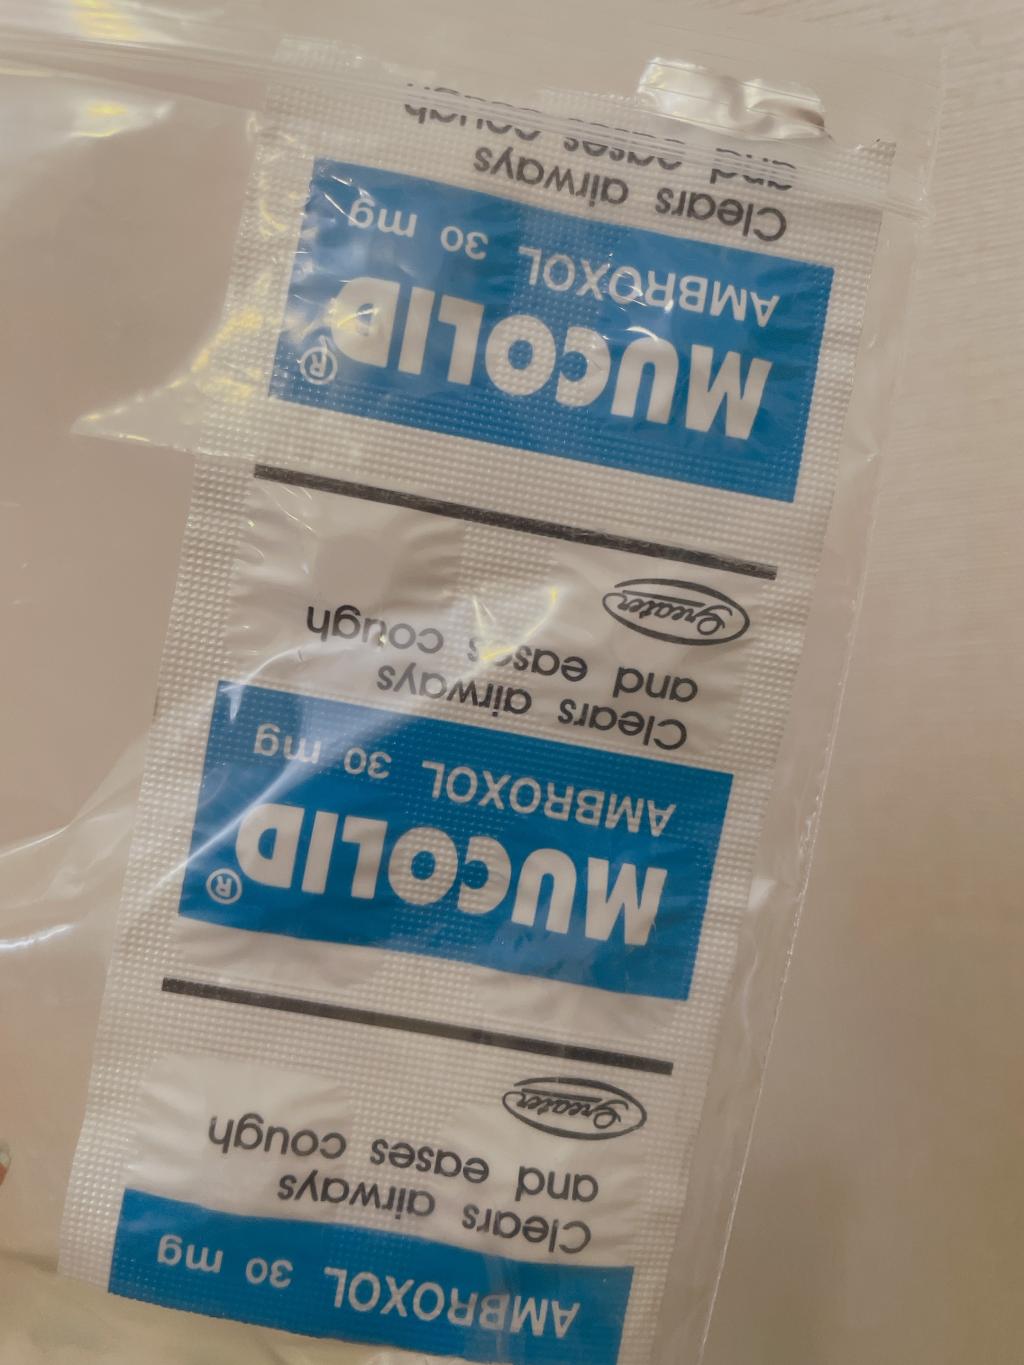 AMBROXOL 30 mg
Clears airways
and eases cough
Greater
MUCOLID®
AMBROXOL 30 mg
Clears airways
and eases cough
Greater
MUCOLID®
AMBROXOL 30 mg
Clears airways
and eases cough